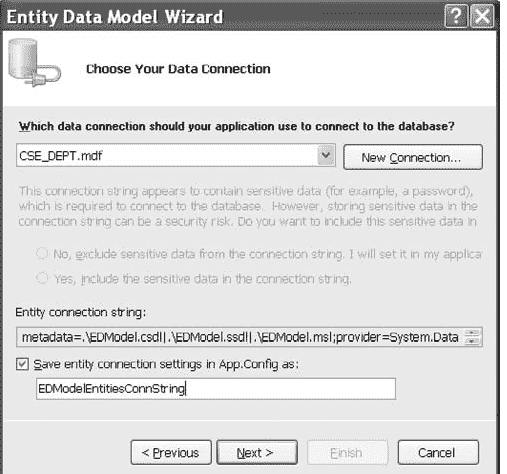 Entity Data Model Wizard
Choose Your Data Connection
Which data connection should your application use to connect to the database?
CSE_DEPT.mdf
New Connection...
This connection string appears to contain sensitive data (for example, a password),
which is required to connect to the database. However, storing sensitive data in the
connection string can be a security risk. Do you want to include this sensitive data in
No, exclude sensitive data from the connection string. I will set it in my applica
Yes, include the sensitive data in the connection string.
Entity connection string:
metadata=.\EDModel.csdl|.\EDModel.ssdl|.\EDModel.msl;provider=System.Data
Save entity connection settings in App.Config as:
EDModelEntitiesConnString
< Previous
Next >
Finish
Cancel